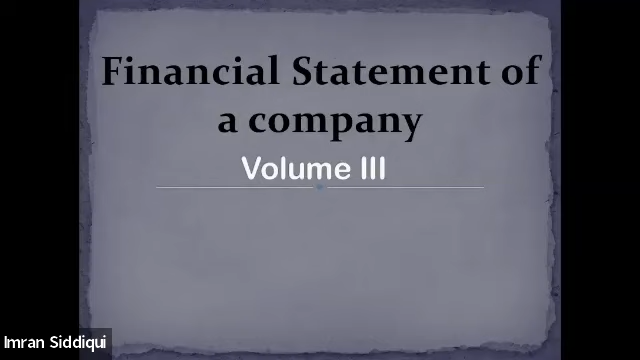 Financial Statement of
a company
Volume III
Imran Siddiqui